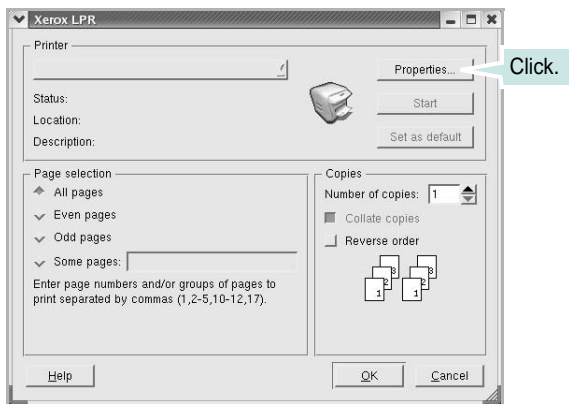 Xerox LPR
Printer
Properties...
Click.
Status:
Start
Location:
Set as default
Description:
Page selection
All pages
Even pages
Odd pages
Some pages:
Enter page numbers and/or groups of pages to
print separated by commas (1,2-5,10-12,17).
Copies
Number of copies: 1
Collate copies
Reverse order
3 3
2 2
1 1
Help
OK
Cancel